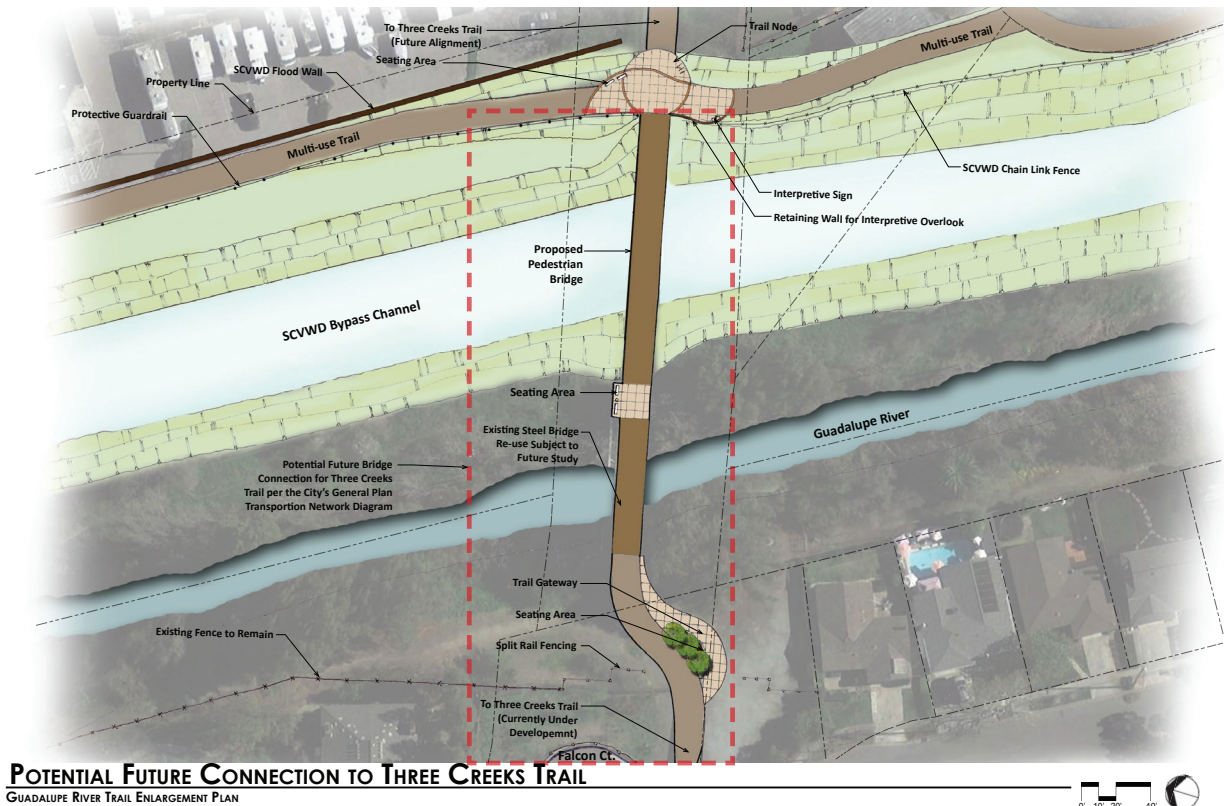 To Three Creeks Trail
(Future Alignment)
Trail Node
Multi-use Trail
Seating Area
SCVWD Flood Wall
Property Line
Protective Guardrail
Multi-use Trail
SCVWD Chain Link Fence
Interpretive Sign
Retaining Wall for Interpretive Overlook
Proposed
Pedestrian
Bridge
SCVWD Bypass Channel
Seating Area
Guadalupe River
Existing Steel Bridge
Re-use Subject to
Future Study
Potential Future Bridge
Connection for Three Creeks
Trail per the City's General Plan
Transportion Network Diagram
Trail Gateway
Seating Area
Existing Fence to Remain
Split Rail Fencing
To Three Creeks Trail
(Currently Under
Developemnt)
Falcon Ct.
POTENTIAL FUTURE CONNECTION TO THREE CREEKS TRAIL
GUADALUPE RIVER TRAIL ENLARGEMENT PLAN
0' 10' 20' 40'